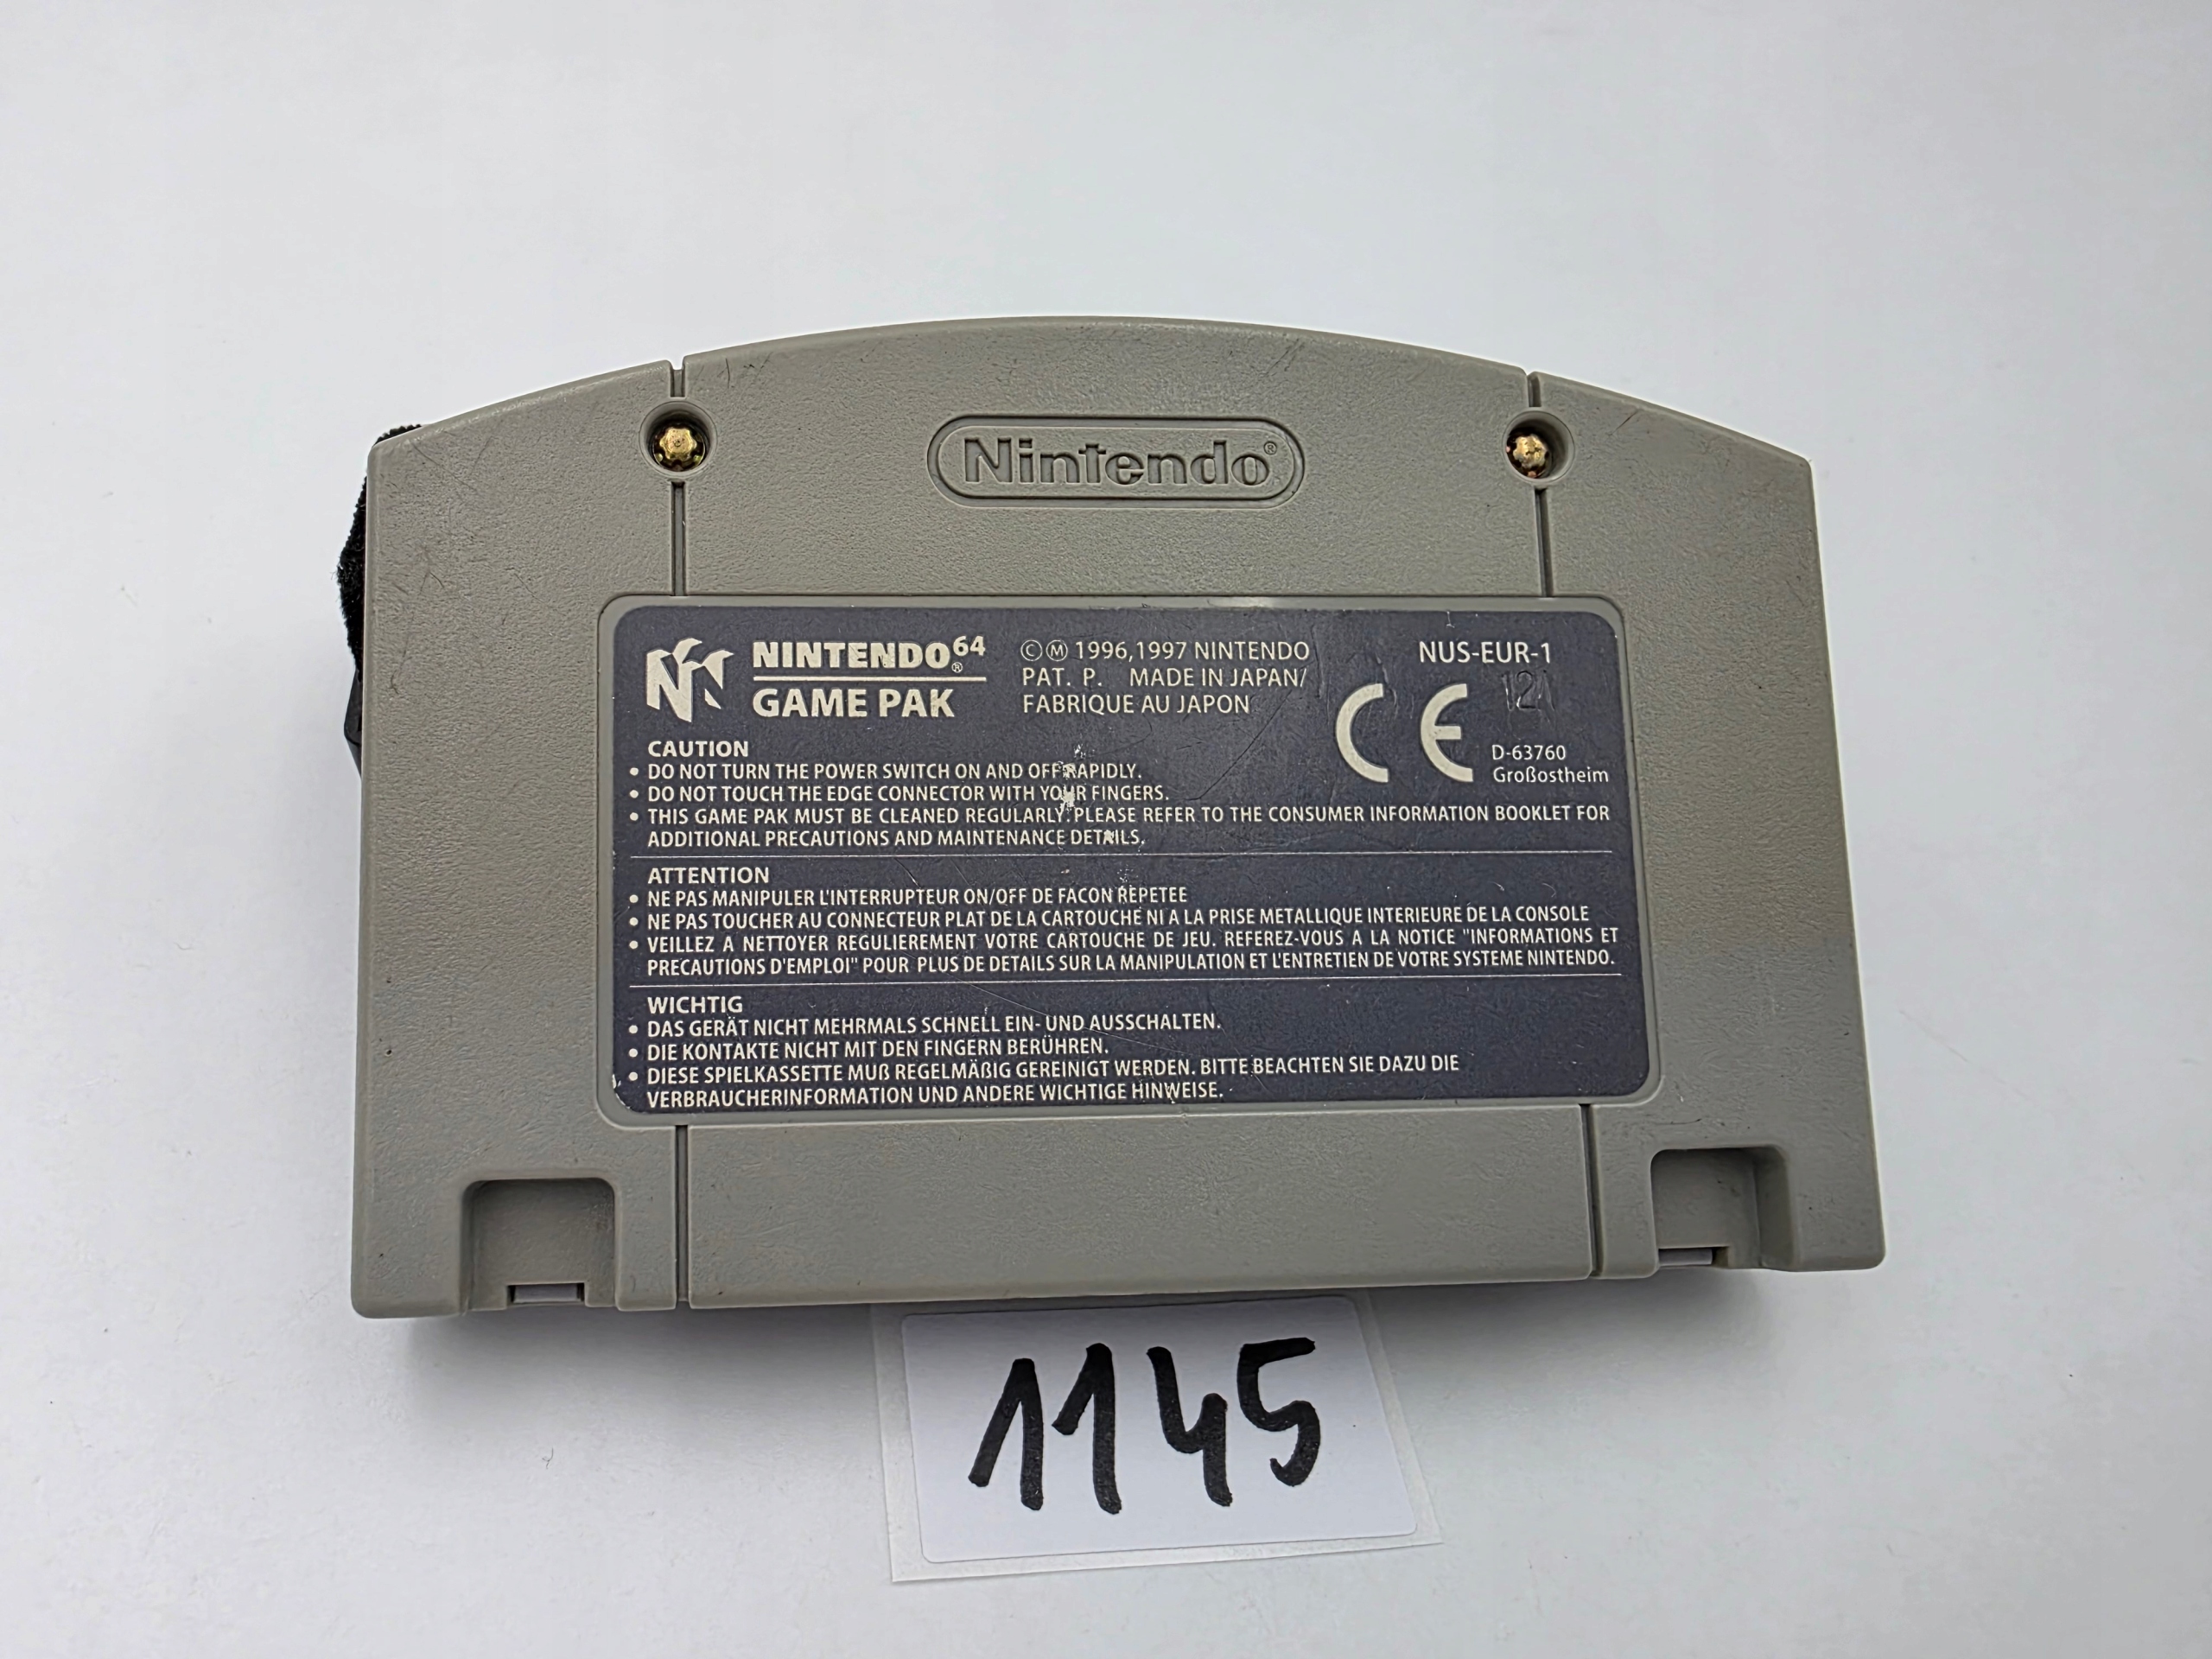 Nintendo®
NINTENDO64®
GAME PAK
©Ⓜ 1996,1997 NINTENDO
PAT. P. MADE IN JAPAN/
FABRIQUE AU JAPON
NUS-EUR-1
CE
D-63760
Großostheim
CAUTION
• DO NOT TURN THE POWER SWITCH ON AND OFF RAPIDLY.
• DO NOT TOUCH THE EDGE CONNECTOR WITH YOUR FINGERS.
• THIS GAME PAK MUST BE CLEANED REGULARLY. PLEASE REFER TO THE CONSUMER INFORMATION BOOKLET FOR
ADDITIONAL PRECAUTIONS AND MAINTENANCE DETAILS.
ATTENTION
• NE PAS MANIPULER L'INTERRUPTEUR ON/OFF DE FACON REPETEE
• NE PAS TOUCHER AU CONNECTEUR PLAT DE LA CARTOUCHE NI A LA PRISE METALLIQUE INTERIEURE DE LA CONSOLE
• VEILLEZ A NETTOYER REGULIEREMENT VOTRE CARTOUCHE DE JEU. REFEREZ-VOUS A LA NOTICE "INFORMATIONS ET
PRECAUTIONS D'EMPLOI" POUR PLUS DE DETAILS SUR LA MANIPULATION ET L'ENTRETIEN DE VOTRE SYSTEME NINTENDO.
WICHTIG
• DAS GERÄT NICHT MEHRMALS SCHNELL EIN- UND AUSSCHALTEN.
• DIE KONTAKTE NICHT MIT DEN FINGERN BERÜHREN.
• DIESE SPIELKASSETTE MUß REGELMÄßIG GEREINIGT WERDEN. BITTE BEACHTEN SIE DAZU DIE
VERBRAUCHERINFORMATION UND ANDERE WICHTIGE HINWEISE.
1145